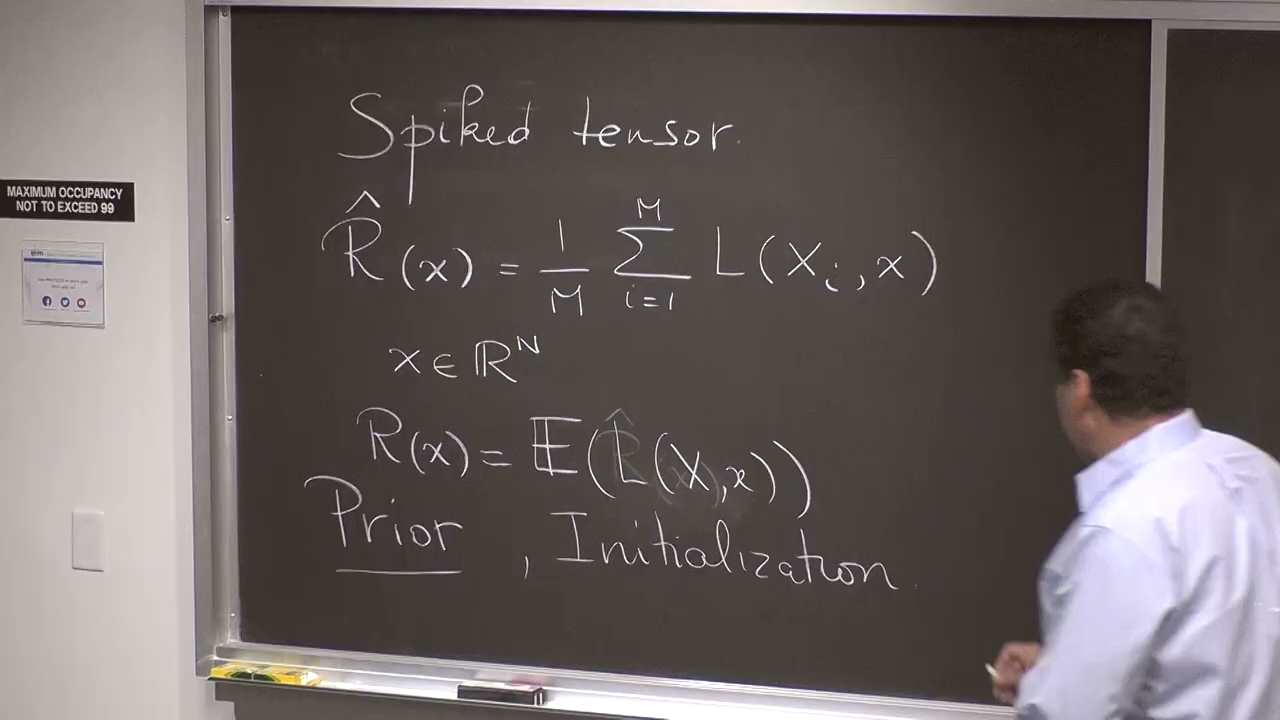 MAXIMUM OCCUPANCY
NOT TO EXCEED 99
Spiked tensor.
R̂(x) = 1/M ∑_{i=1}^{M} L(X_i, x)
x ∈ ℝ^N
R(x) = 𝔼(L(X, x))
Prior , Initialization.